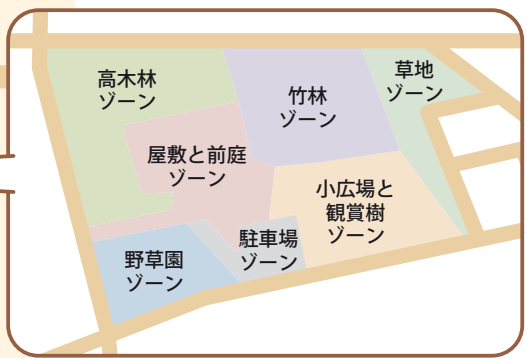 高木林
ゾーン
竹林
ゾーン
草地
ゾーン
屋敷と前庭
ゾーン
小広場と
観賞樹
ゾーン
駐車場
ゾーン
野草園
ゾーン